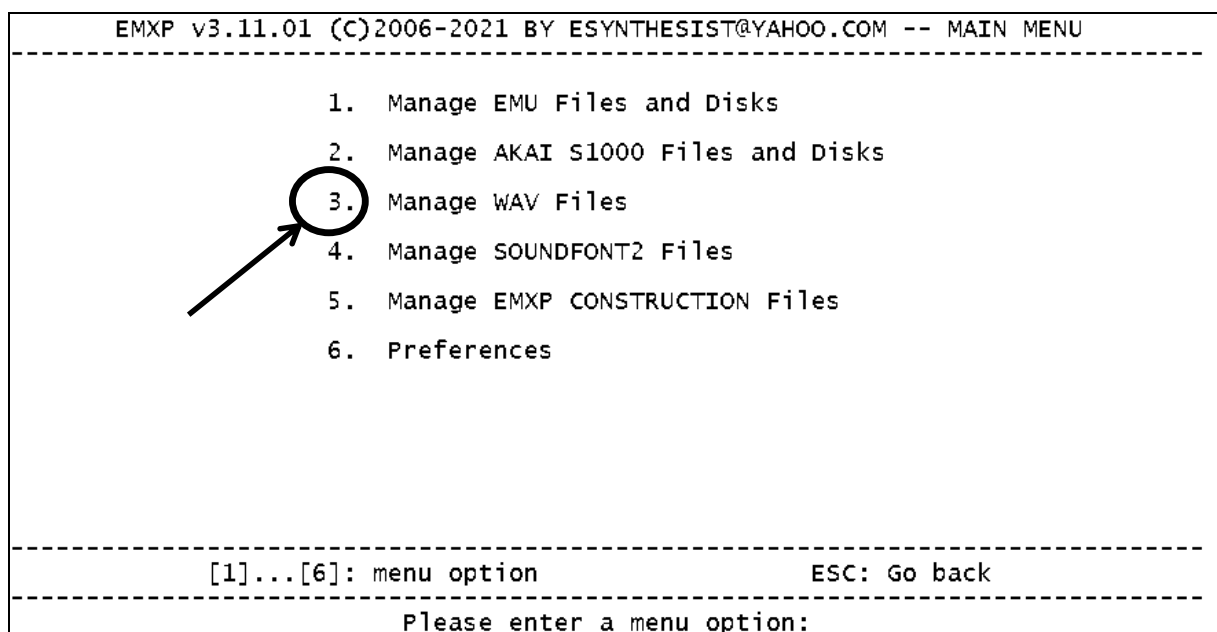 EMXP v3.11.01 (C)2006-2021 BY ESYNTHESIST@YAHOO.COM -- MAIN MENU
1. Manage EMU Files and Disks
2. Manage AKAI S1000 Files and Disks
3. Manage WAV Files
4. Manage SOUNDFONT2 Files
5. Manage EMXP CONSTRUCTION Files
6. Preferences
[1]...[6]: menu option ESC: Go back
Please enter a menu option: